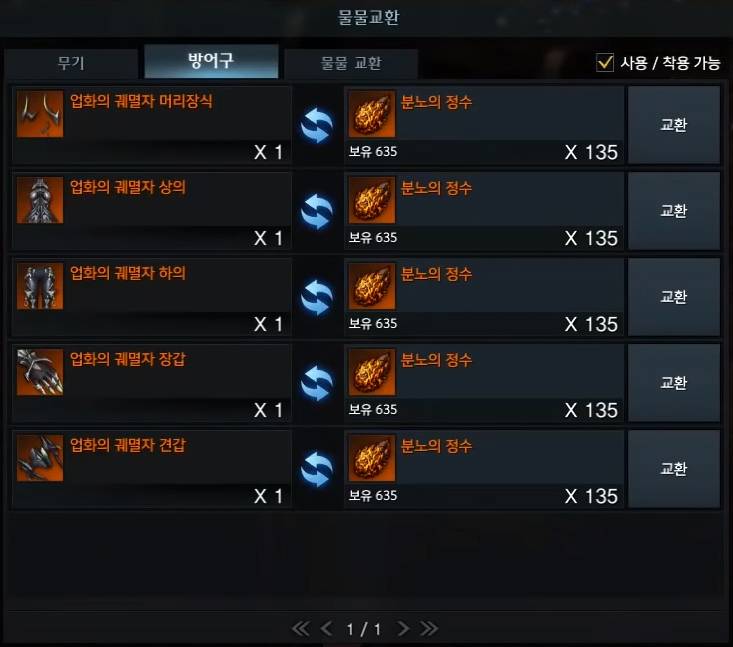 물물교환
무기
방어구
물물 교환
사용 / 착용 가능
업화의 궤멸자 머리장식
X 1
분노의 정수
보유 635
X 135
교환
업화의 궤멸자 상의
X 1
분노의 정수
보유 635
X 135
교환
업화의 궤멸자 하의
X 1
분노의 정수
보유 635
X 135
교환
업화의 궤멸자 장갑
X 1
분노의 정수
보유 635
X 135
교환
업화의 궤멸자 견갑
X 1
분노의 정수
보유 635
X 135
교환
1 / 1